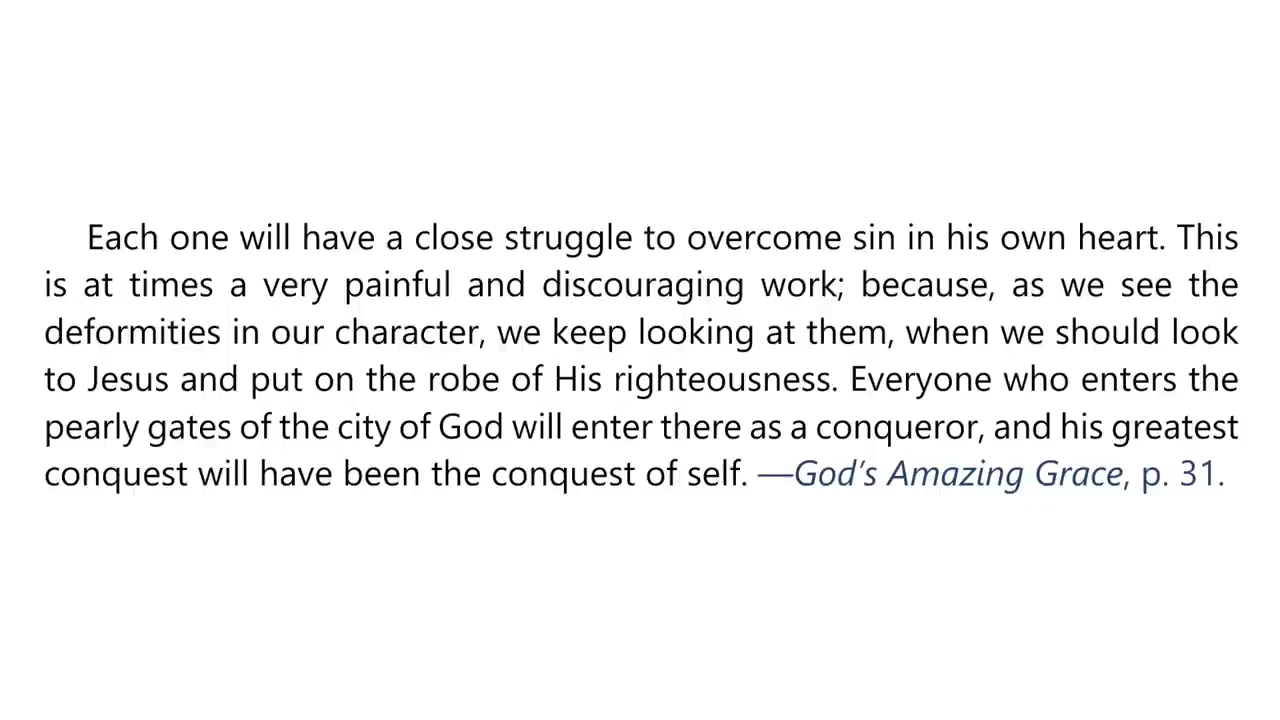 Each one will have a close struggle to overcome sin in his own heart. This
is at times a very painful and discouraging work; because, as we see the
deformities in our character, we keep looking at them, when we should look
to Jesus and put on the robe of His righteousness. Everyone who enters the
pearly gates of the city of God will enter there as a conqueror, and his greatest
conquest will have been the conquest of self. —God’s Amazing Grace, p. 31.